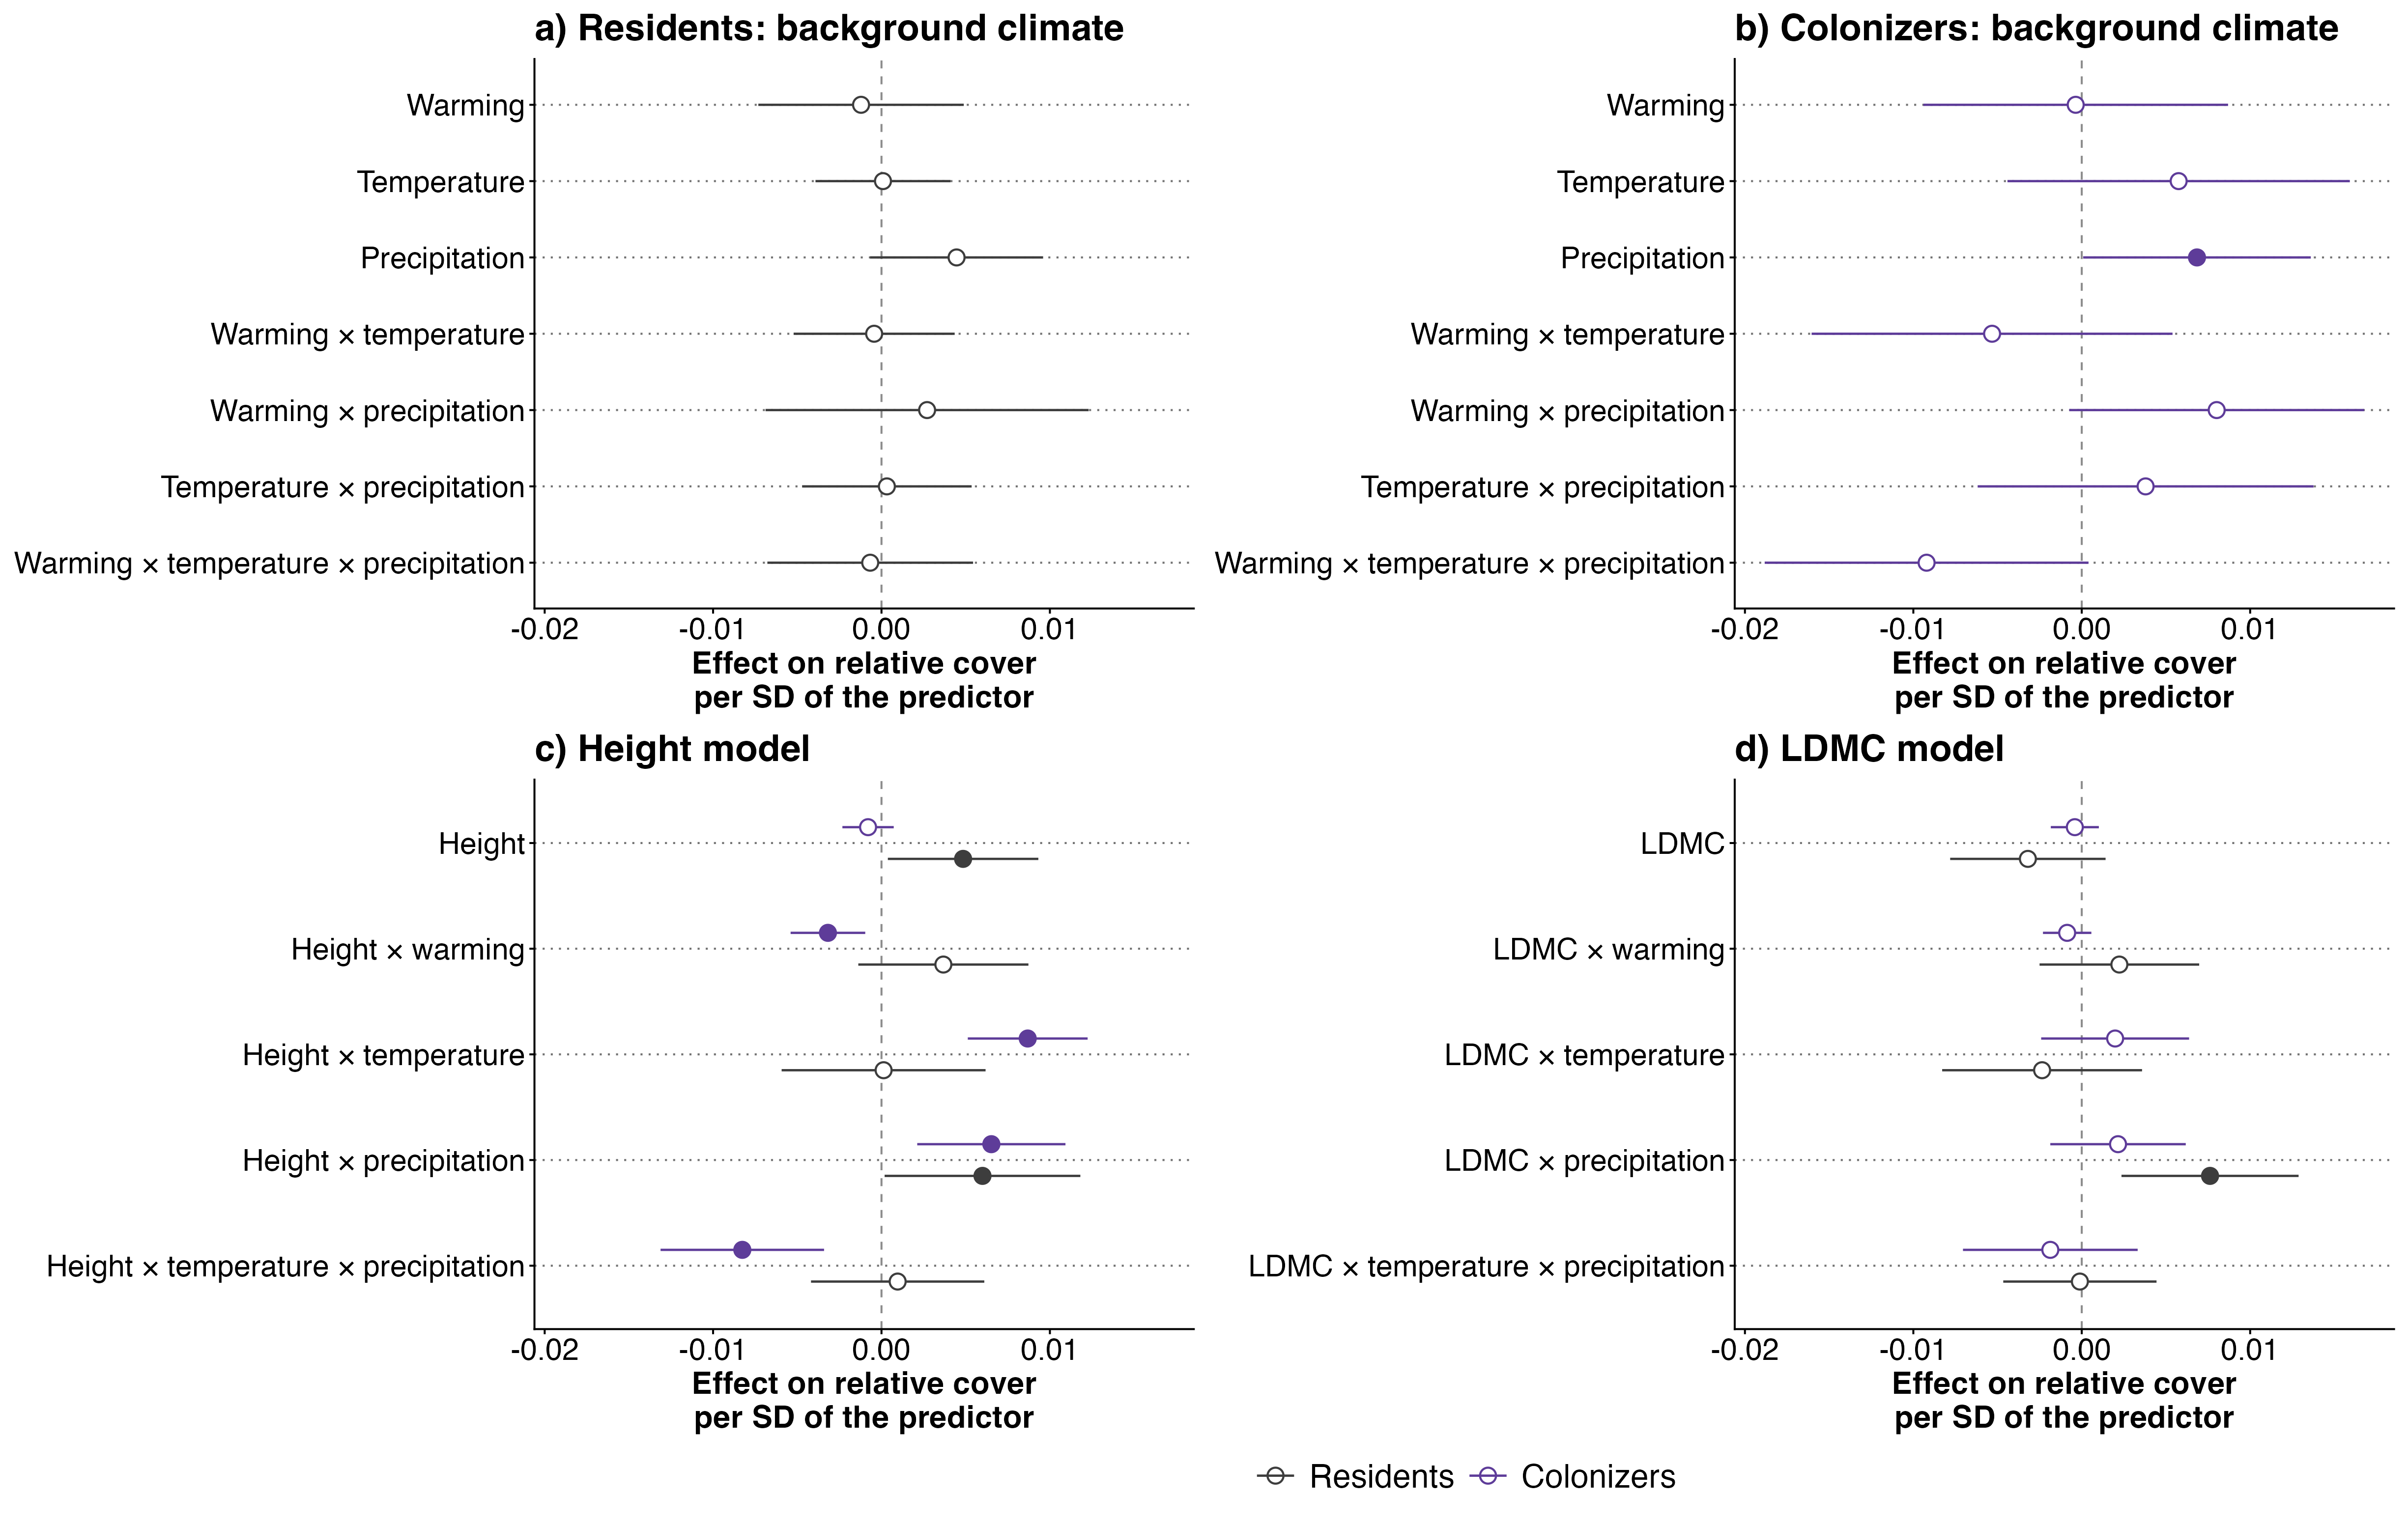 a) Residents: background climate
Warming
Temperature
Precipitation
Warming × temperature
Warming × precipitation
Temperature × precipitation
Warming × temperature × precipitation
-0.02 -0.01 0.00 0.01
Effect on relative cover
per SD of the predictor
b) Colonizers: background climate
Warming
Temperature
Precipitation
Warming × temperature
Warming × precipitation
Temperature × precipitation
Warming × temperature × precipitation
-0.02 -0.01 0.00 0.01
Effect on relative cover
per SD of the predictor
c) Height model
Height
Height × warming
Height × temperature
Height × precipitation
Height × temperature × precipitation
-0.02 -0.01 0.00 0.01
Effect on relative cover
per SD of the predictor
d) LDMC model
LDMC
LDMC × warming
LDMC × temperature
LDMC × precipitation
LDMC × temperature × precipitation
-0.02 -0.01 0.00 0.01
Effect on relative cover
per SD of the predictor
Residents Colonizers